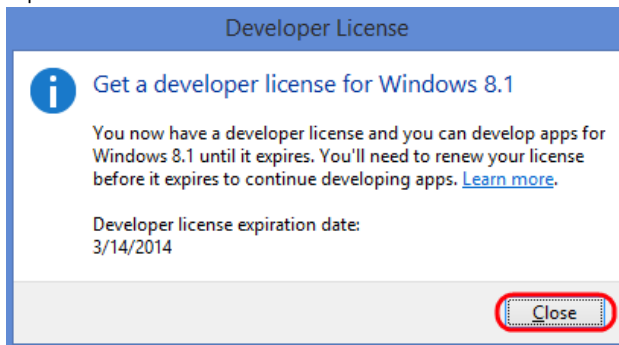 Developer License
Get a developer license for Windows 8.1
You now have a developer license and you can develop apps for
Windows 8.1 until it expires. You'll need to renew your license
before it expires to continue developing apps. Learn more.
Developer license expiration date:
3/14/2014
Close